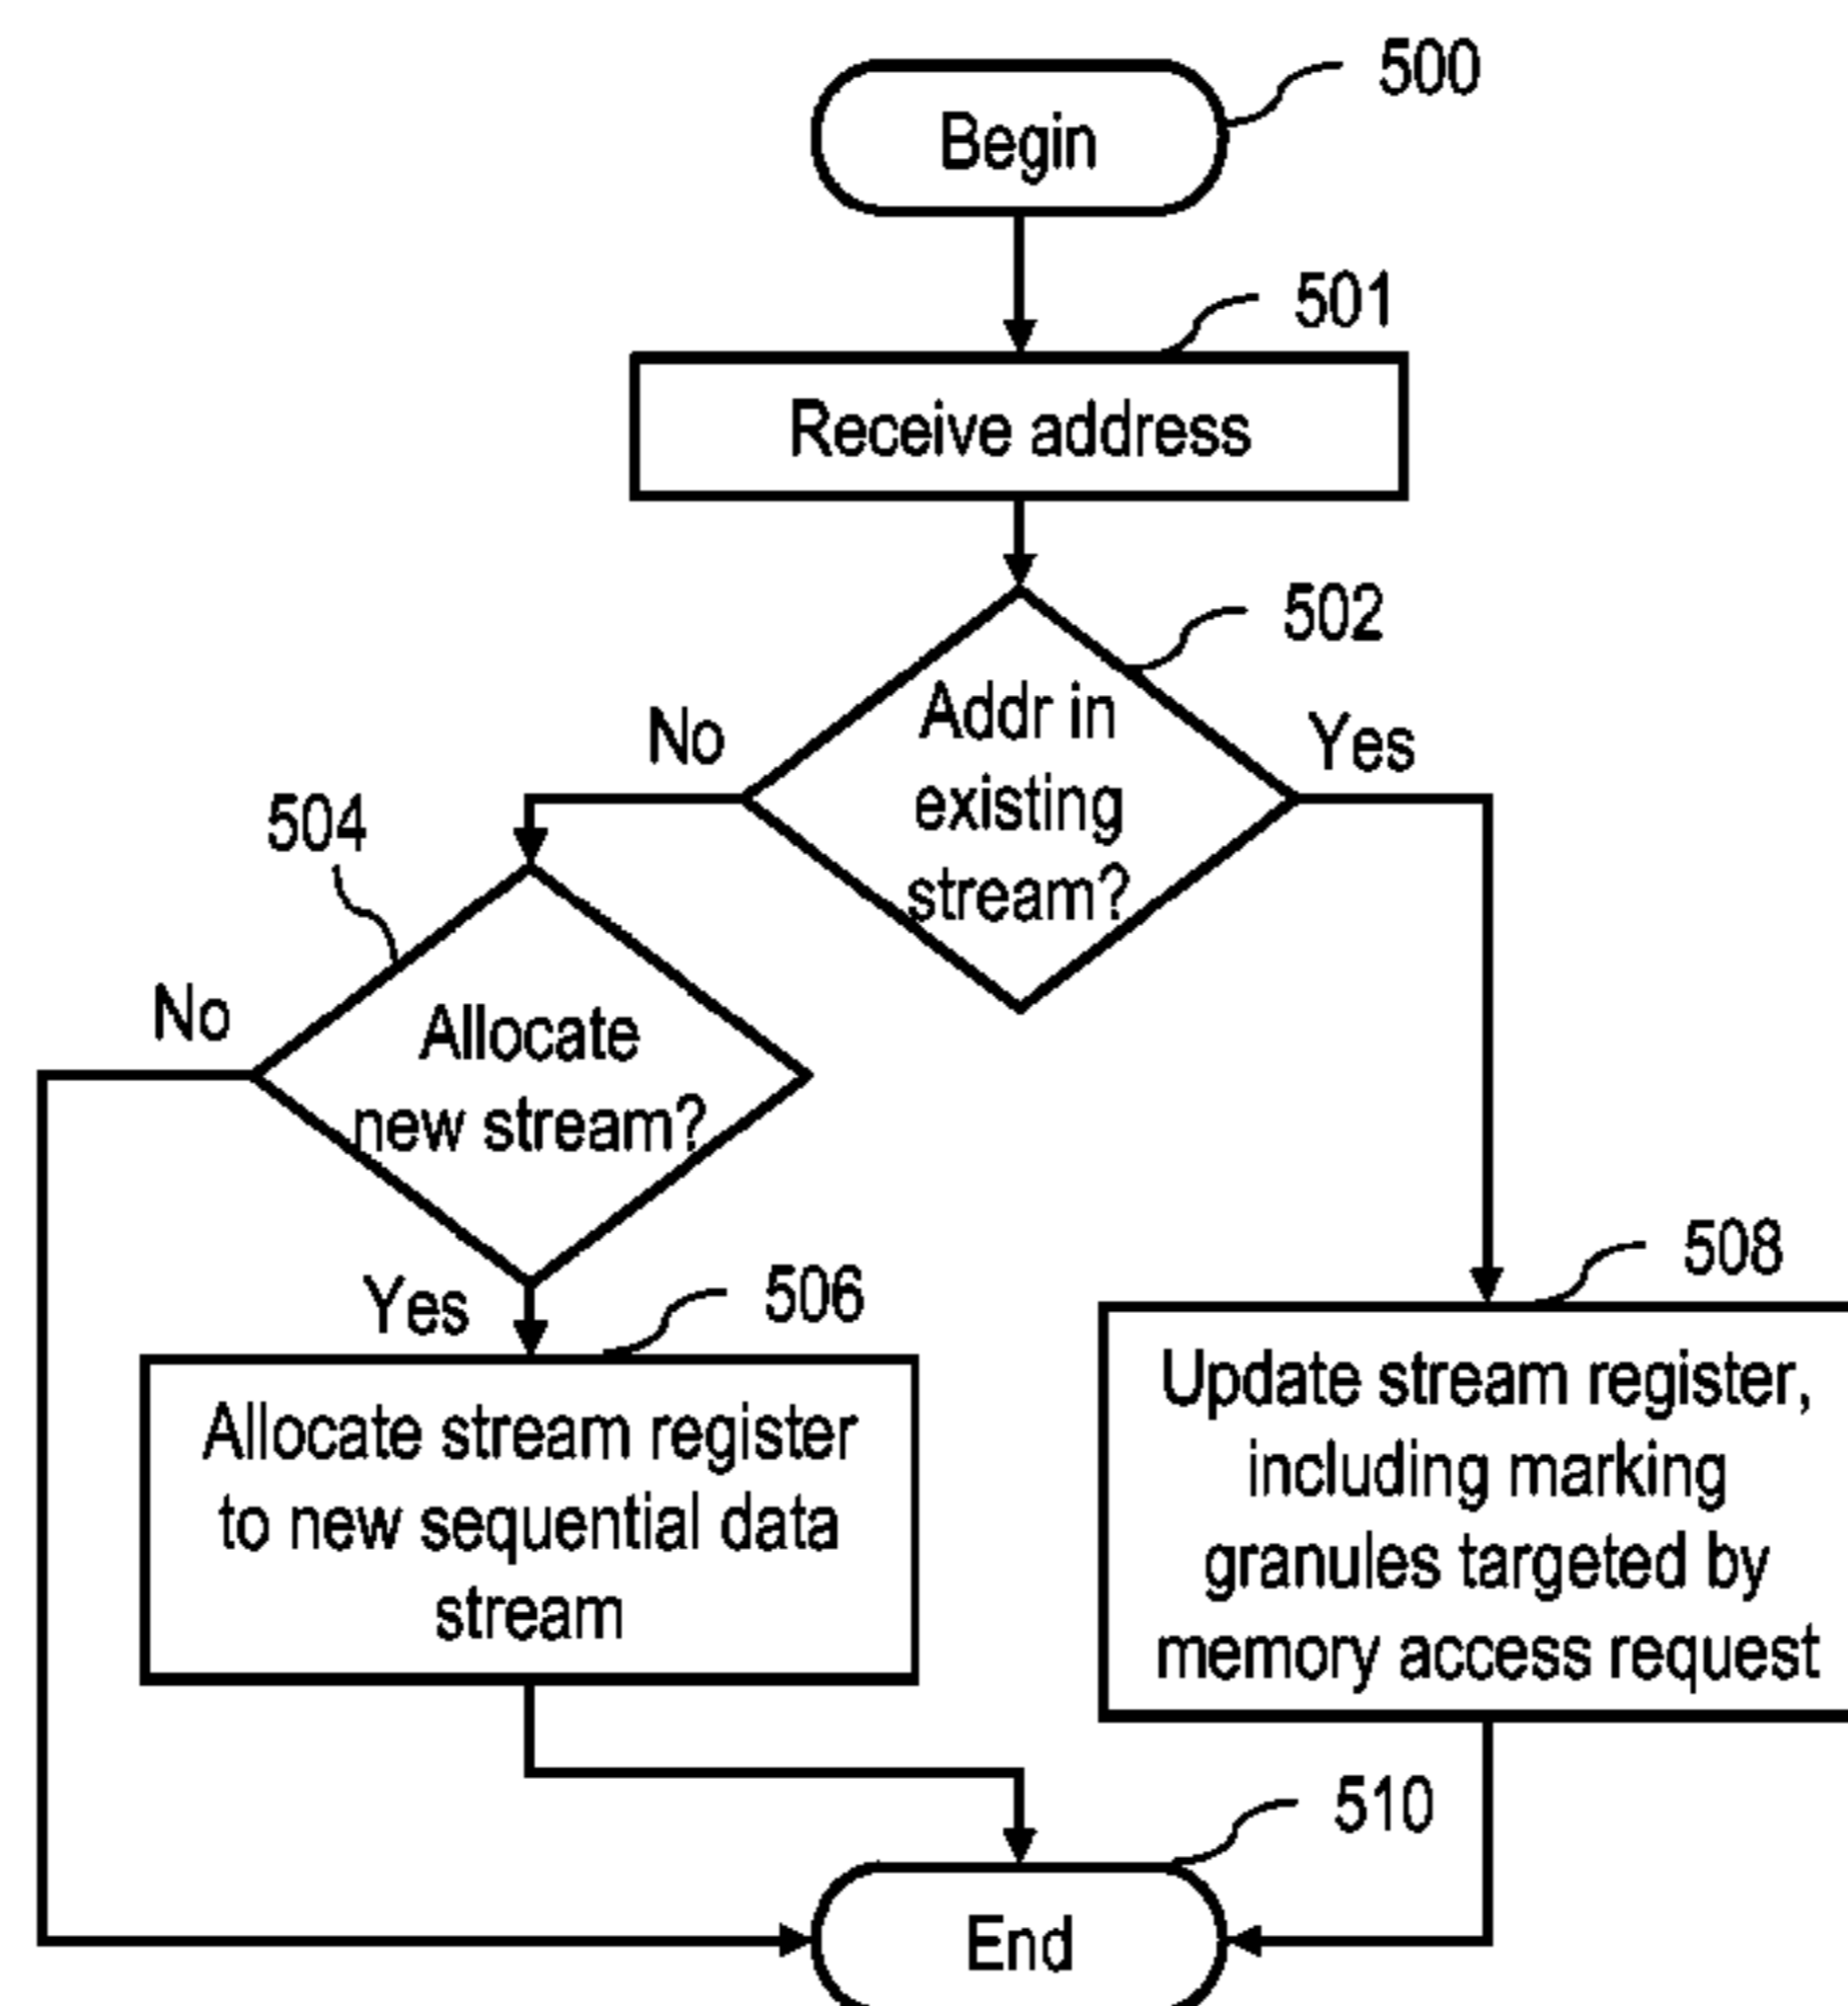 500
Begin
501
Receive address
502
Addr in
existing
stream?
No
Yes
504
Allocate
new stream?
No
Yes
506
Allocate stream register
to new sequential data
stream
508
Update stream register,
including marking
granules targeted by
memory access request
510
End